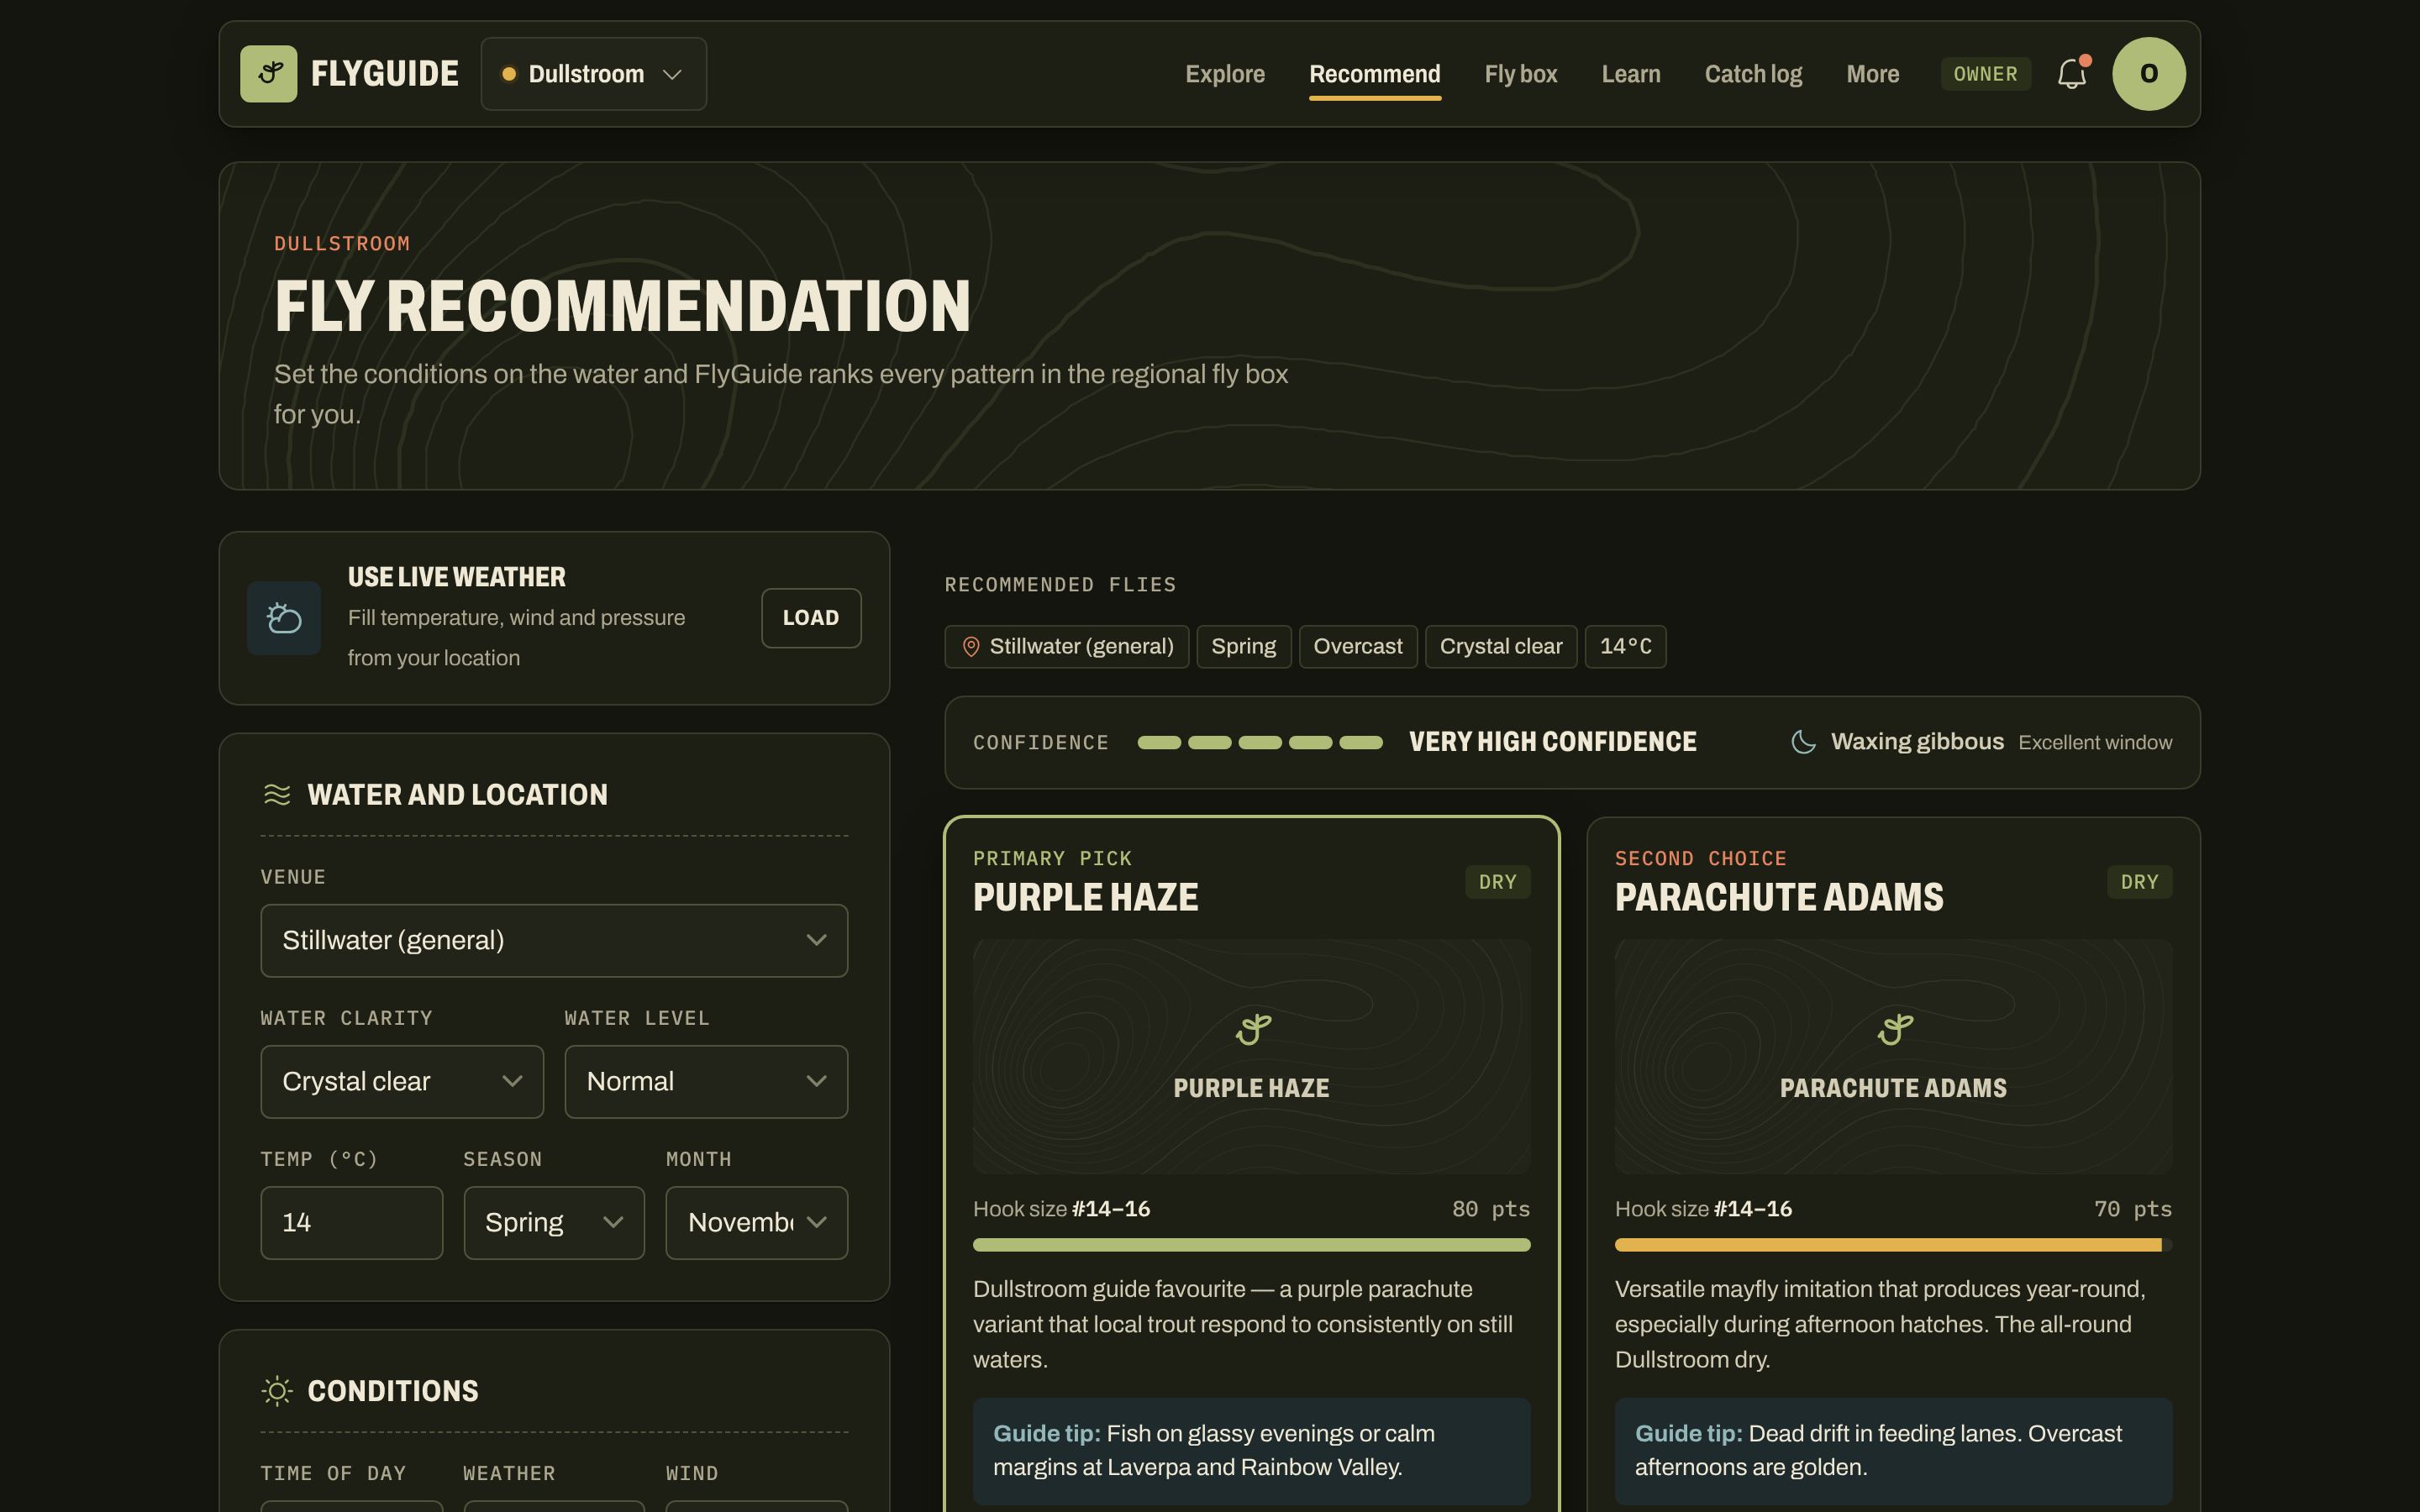 FLYGUIDE
Dullstroom
Explore
Recommend
Fly box
Learn
Catch log
More
OWNER
O
DULLSTROOM
FLY RECOMMENDATION
Set the conditions on the water and FlyGuide ranks every pattern in the regional fly box
for you.
USE LIVE WEATHER
Fill temperature, wind and pressure
from your location
LOAD
WATER AND LOCATION
VENUE
Stillwater (general)
WATER CLARITY
WATER LEVEL
Crystal clear
Normal
TEMP (°C)
SEASON
MONTH
14
Spring
Novembe
CONDITIONS
TIME OF DAY
WEATHER
WIND
RECOMMENDED FLIES
Stillwater (general)
Spring
Overcast
Crystal clear
14°C
CONFIDENCE
VERY HIGH CONFIDENCE
Waxing gibbous
Excellent window
PRIMARY PICK
PURPLE HAZE
DRY
PURPLE HAZE
Hook size #14–16
80 pts
Dullstroom guide favourite — a purple parachute
variant that local trout respond to consistently on still
waters.
Guide tip: Fish on glassy evenings or calm
margins at Laverpa and Rainbow Valley.
SECOND CHOICE
PARACHUTE ADAMS
DRY
PARACHUTE ADAMS
Hook size #14–16
70 pts
Versatile mayfly imitation that produces year-round,
especially during afternoon hatches. The all-round
Dullstroom dry.
Guide tip: Dead drift in feeding lanes. Overcast
afternoons are golden.